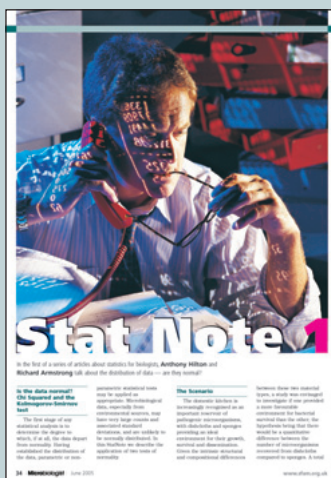 Stat Note 1
In the first of a series of articles about statistics for biologists, Anthony Hilton and
Richard Armstrong talk about the distribution of data — are they normal?
Is the data normal?
Chi Squared and the
Kolmogorov-Smirnov
test
The first stage of any
statistical analysis is to
determine the degree to
which, if at all, the data depart
from normality. Having
established the distribution of
the data, parametric or non-
parametric statistical tests
may be applied as
appropriate. Microbiological
data, especially from
environmental sources, may
have very large counts and
associated standard
deviations, and are unlikely to
be normally distributed. In
this StatNote we describe the
application of two tests of
normality.
The Scenario
The domestic kitchen is
increasingly recognised as an
important reservoir of
pathogenic microorganisms,
with dishcloths and sponges
providing an ideal
environment for their growth,
survival and dissemination.
Given the intrinsic structural
and compositional differences
between these two material
types, a study was envisaged
to investigate if one provided
a more favourable
environment for bacterial
survival than the other, the
hypothesis being that there
would be a quantitative
difference between the
number of microorganisms
recovered from dishcloths
compared to sponges. A total
34 Microbiologist June 2005
www.sfam.org.uk